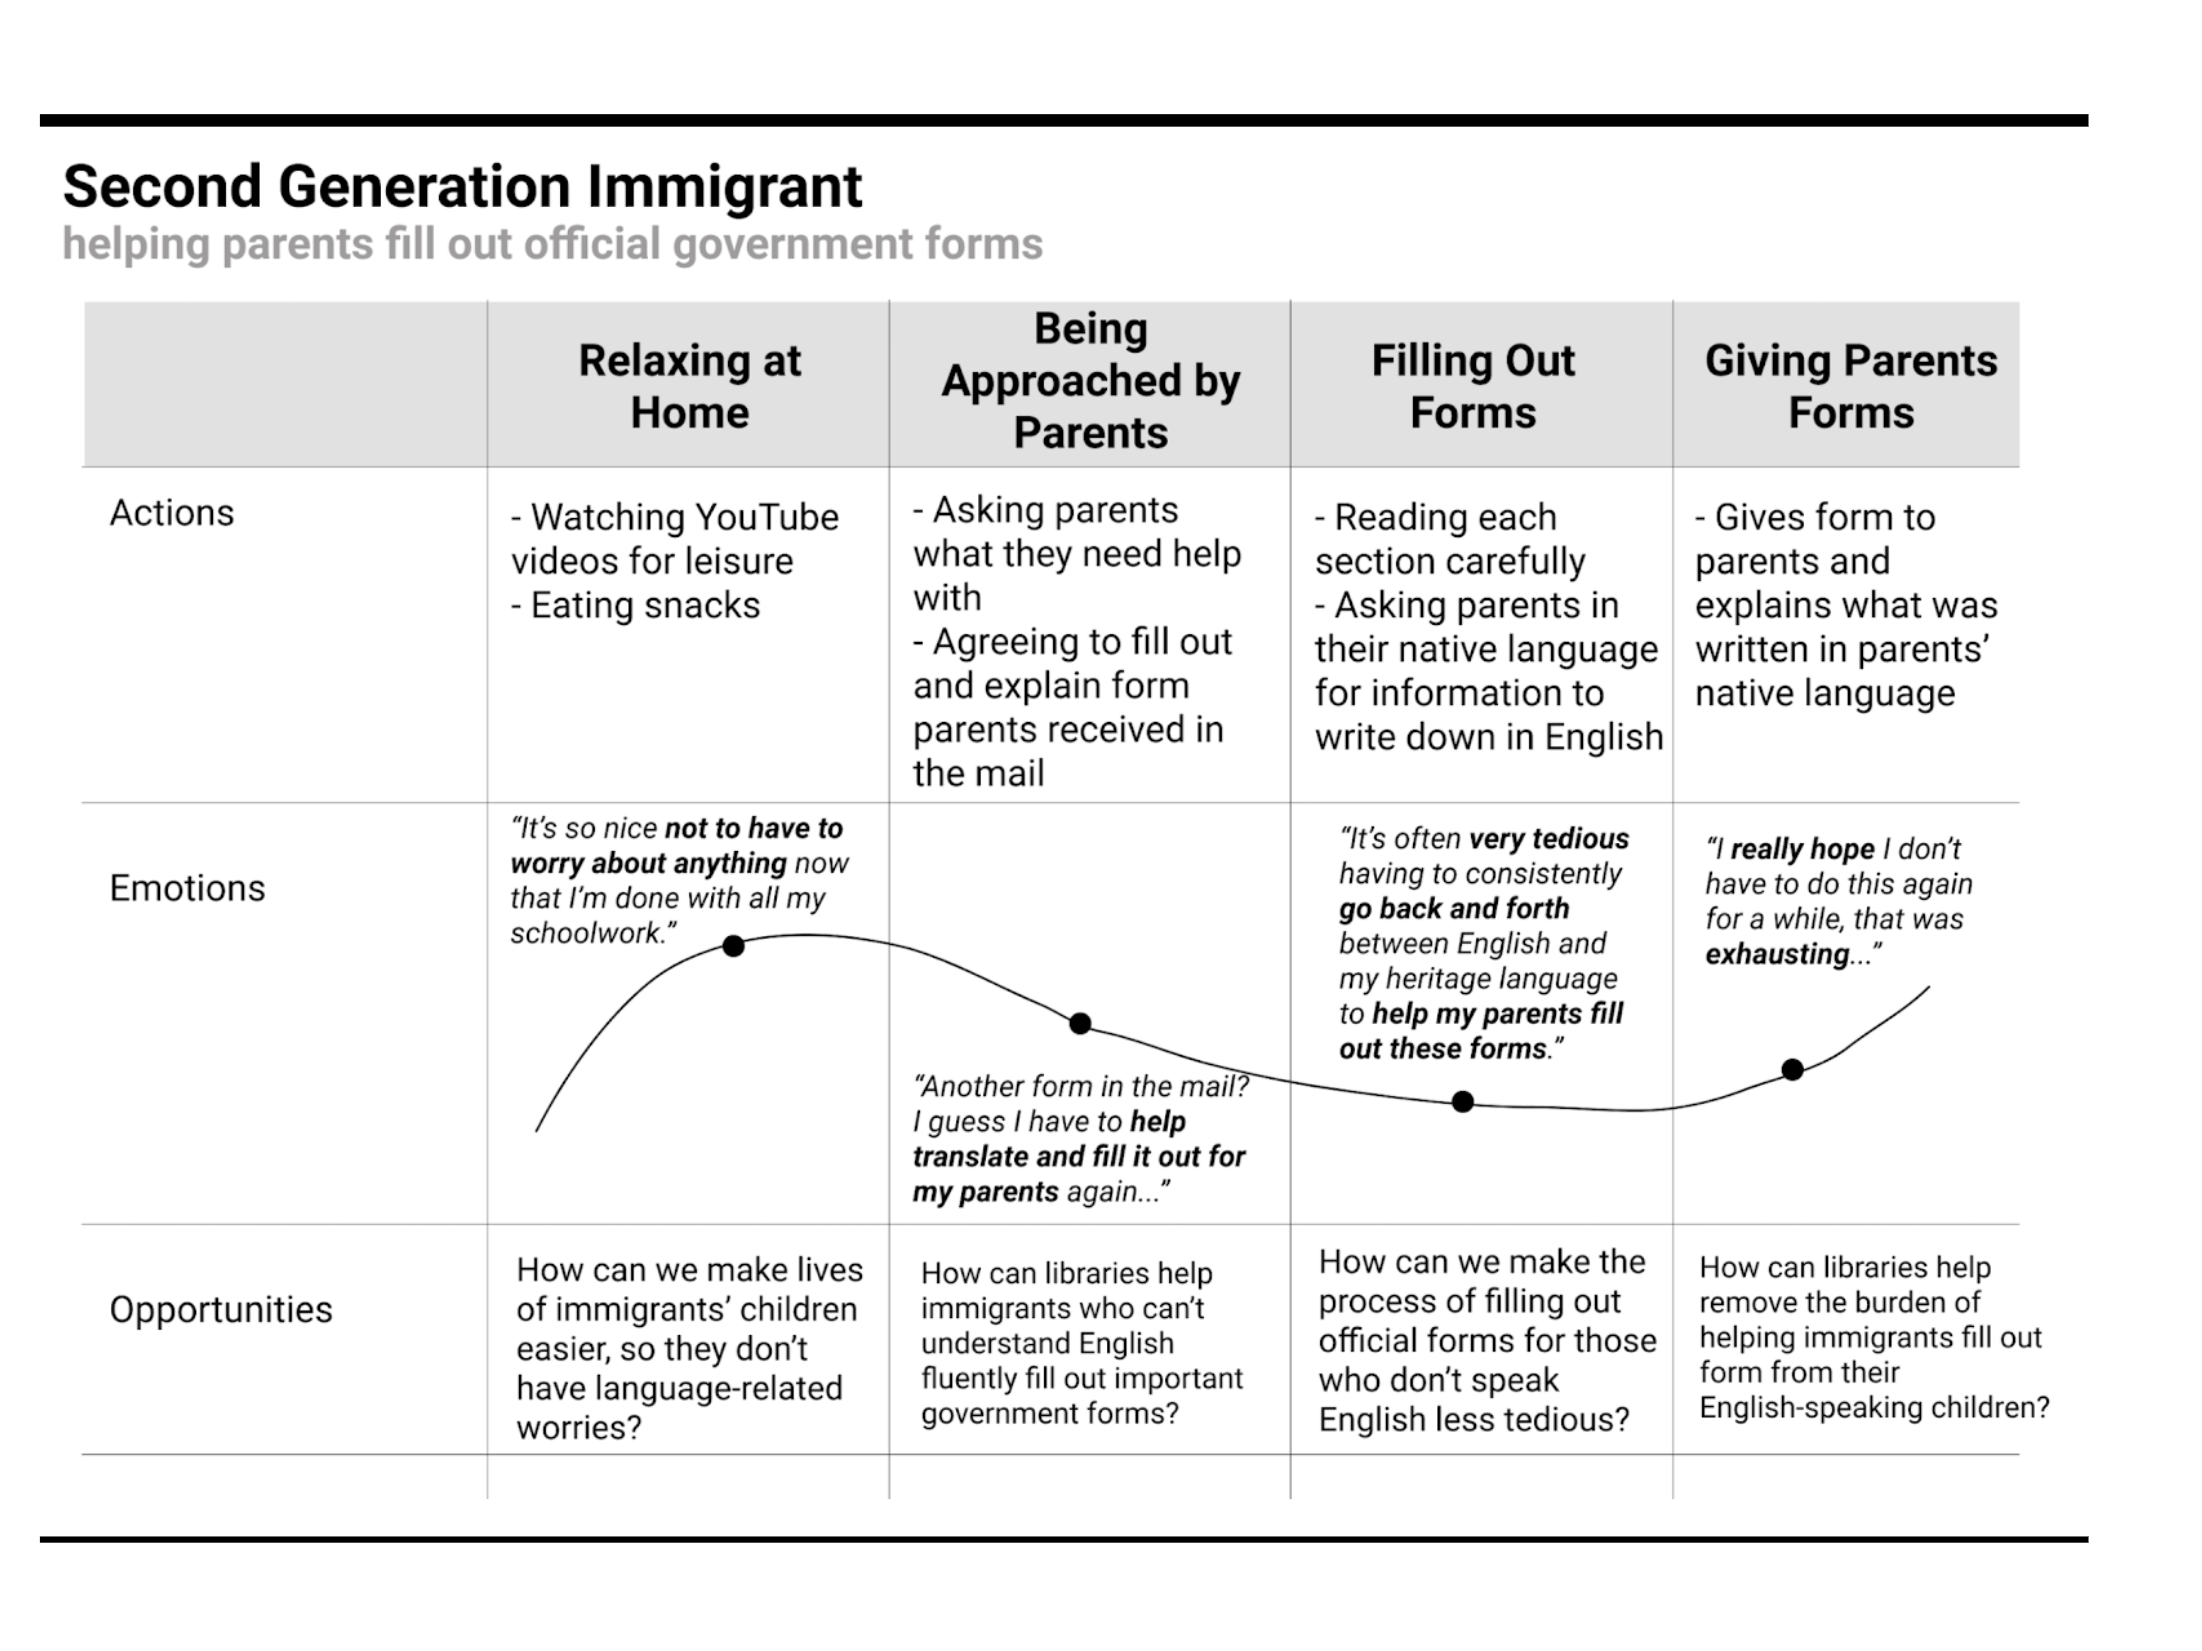 Second Generation Immigrant
helping parents fill out official government forms
Relaxing at
Home
Being
Approached by
Parents
Filling Out
Forms
Giving Parents
Forms
Actions
- Watching YouTube
videos for leisure
- Eating snacks
- Asking parents
what they need help
with
- Agreeing to fill out
and explain form
parents received in
the mail
- Reading each
section carefully
- Asking parents in
their native language
for information to
write down in English
- Gives form to
parents and
explains what was
written in parents’
native language
Emotions
“It’s so nice not to have to
worry about anything now
that I’m done with all my
schoolwork.”
“Another form in the mail?
I guess I have to help
translate and fill it out for
my parents again...”
“It’s often very tedious
having to consistently
go back and forth
between English and
my heritage language
to help my parents fill
out these forms.”
“I really hope I don’t
have to do this again
for a while, that was
exhausting...”
Opportunities
How can we make lives
of immigrants’ children
easier, so they don’t
have language-related
worries?
How can libraries help
immigrants who can’t
understand English
fluently fill out important
government forms?
How can we make the
process of filling out
official forms for those
who don’t speak
English less tedious?
How can libraries help
remove the burden of
helping immigrants fill out
form from their
English-speaking children?